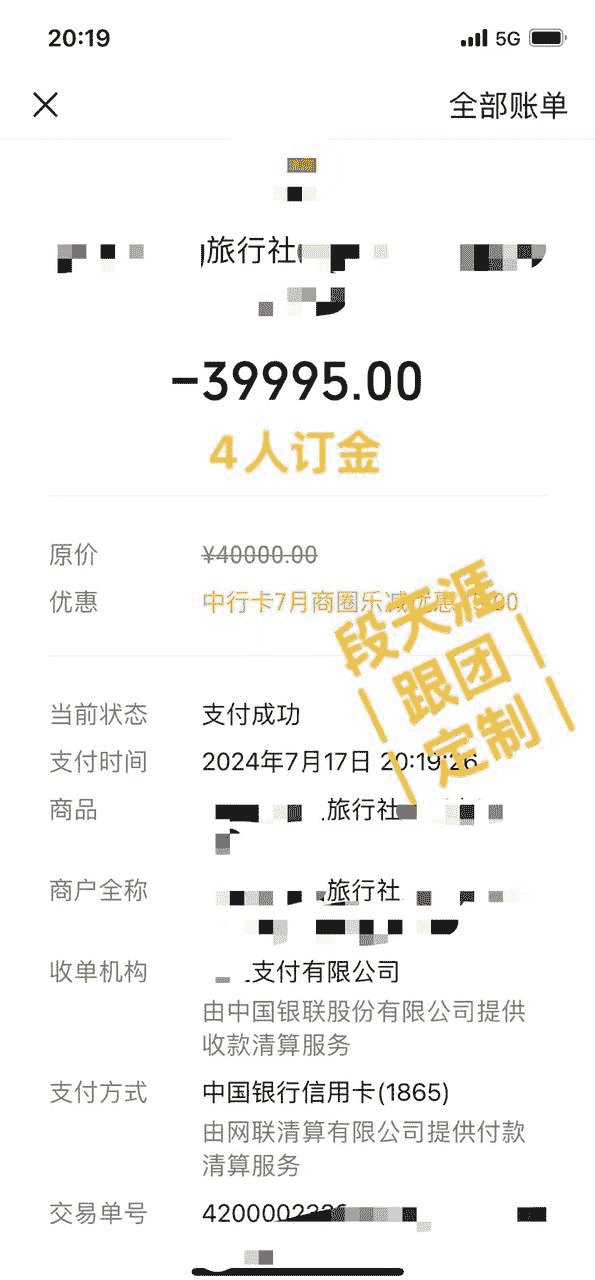 20:19 5G
全部账单
旅行社
-39995.00
4人订金
原价 ¥40000.00
优惠 中行卡7月商圈乐减优惠 5.00
段天涯
跟团
定制
当前状态 支付成功
支付时间 2024年7月17日 20:19:26
商品 旅行社
商户全称 旅行社
收单机构 支付有限公司
由中国银联股份有限公司提供
收款清算服务
支付方式 中国银行信用卡(1865)
由网联清算有限公司提供付款
清算服务
交易单号 4200002